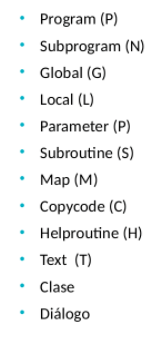 • Program (P)
• Subprogram (N)
• Global (G)
• Local (L)
• Parameter (P)
• Subroutine (S)
• Map (M)
• Copycode (C)
• Helproutine (H)
• Text  (T)
• Clase
• Diálogo